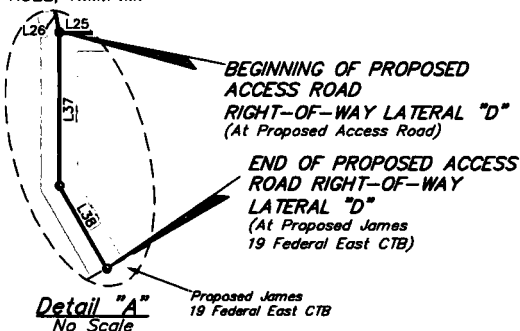 L26
L25
BEGINNING OF PROPOSED
ACCESS ROAD
RIGHT-OF-WAY LATERAL "D"
(At Proposed Access Road)
L37
END OF PROPOSED ACCESS
ROAD RIGHT-OF-WAY
LATERAL "D"
(At Proposed James
19 Federal East CTB)
L38
Proposed James
19 Federal East CTB
Detail "A"
No Scale